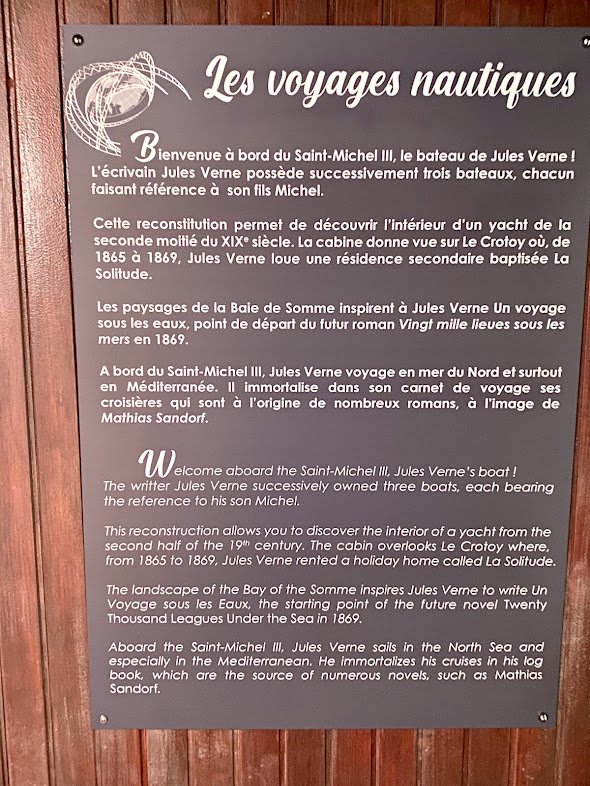 Les voyages nautiques
Bienvenue à bord du Saint-Michel III, le bateau de Jules Verne !
L'écrivain Jules Verne possède successivement trois bateaux, chacun
faisant référence à son fils Michel.
Cette reconstitution permet de découvrir l'intérieur d'un yacht de la
seconde moitié du XIXe siècle. La cabine donne vue sur Le Crotoy où, de
1865 à 1869, Jules Verne loue une résidence secondaire baptisée La
Solitude.
Les paysages de la Baie de Somme inspirent à Jules Verne Un voyage
sous les eaux, point de départ du futur roman Vingt mille lieues sous les
mers en 1869.
A bord du Saint-Michel III, Jules Verne voyage en mer du Nord et surtout
en Méditerranée. Il immortalise dans son carnet de voyage ses
croisières qui sont à l'origine de nombreux romans, à l'image de
Mathias Sandorf.
Welcome aboard the Saint-Michel III, Jules Verne's boat !
The writter Jules Verne successively owned three boats, each bearing
the reference to his son Michel.
This reconstruction allows you to discover the interior of a yacht from the
second half of the 19th century. The cabin overlooks Le Crotoy where,
from 1865 to 1869, Jules Verne rented a holiday home called La Solitude.
The landscape of the Bay of the Somme inspires Jules Verne to write Un
Voyage sous les Eaux, the starting point of the future novel Twenty
Thousand Leagues Under the Sea in 1869.
Aboard the Saint-Michel III, Jules Verne sails in the North Sea and
especially in the Mediterranean. He immortalizes his cruises in his log
book, which are the source of numerous novels, such as Mathias
Sandorf.